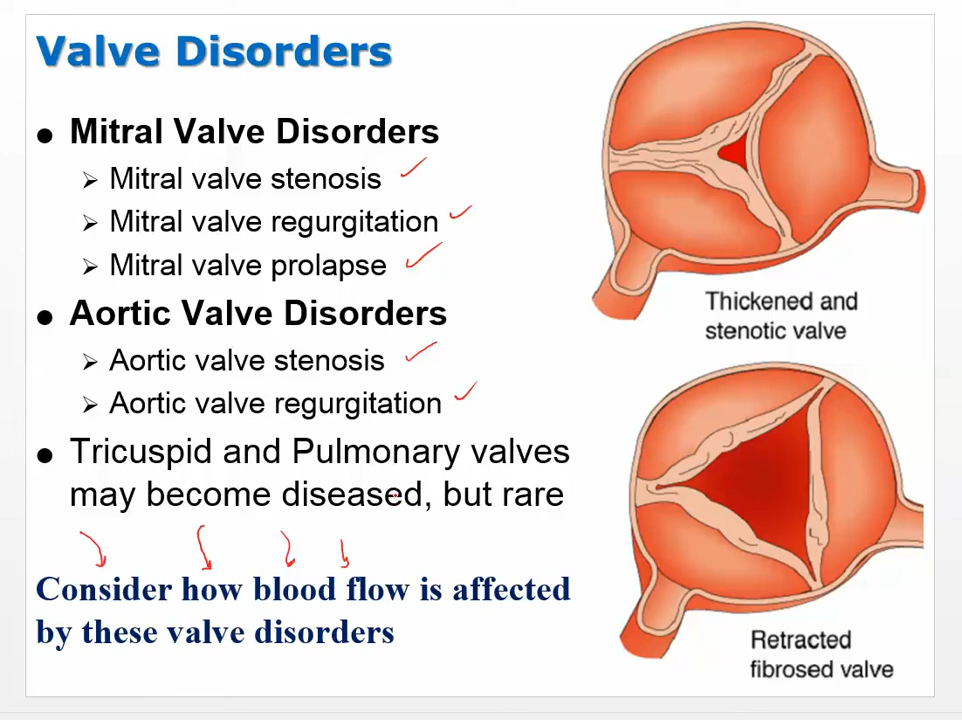 Valve Disorders
● Mitral Valve Disorders
➢ Mitral valve stenosis
➢ Mitral valve regurgitation
➢ Mitral valve prolapse
● Aortic Valve Disorders
➢ Aortic valve stenosis
➢ Aortic valve regurgitation
● Tricuspid and Pulmonary valves
may become diseased, but rare
Consider how blood flow is affected
by these valve disorders
Thickened and
stenotic valve
Retracted
fibrosed valve